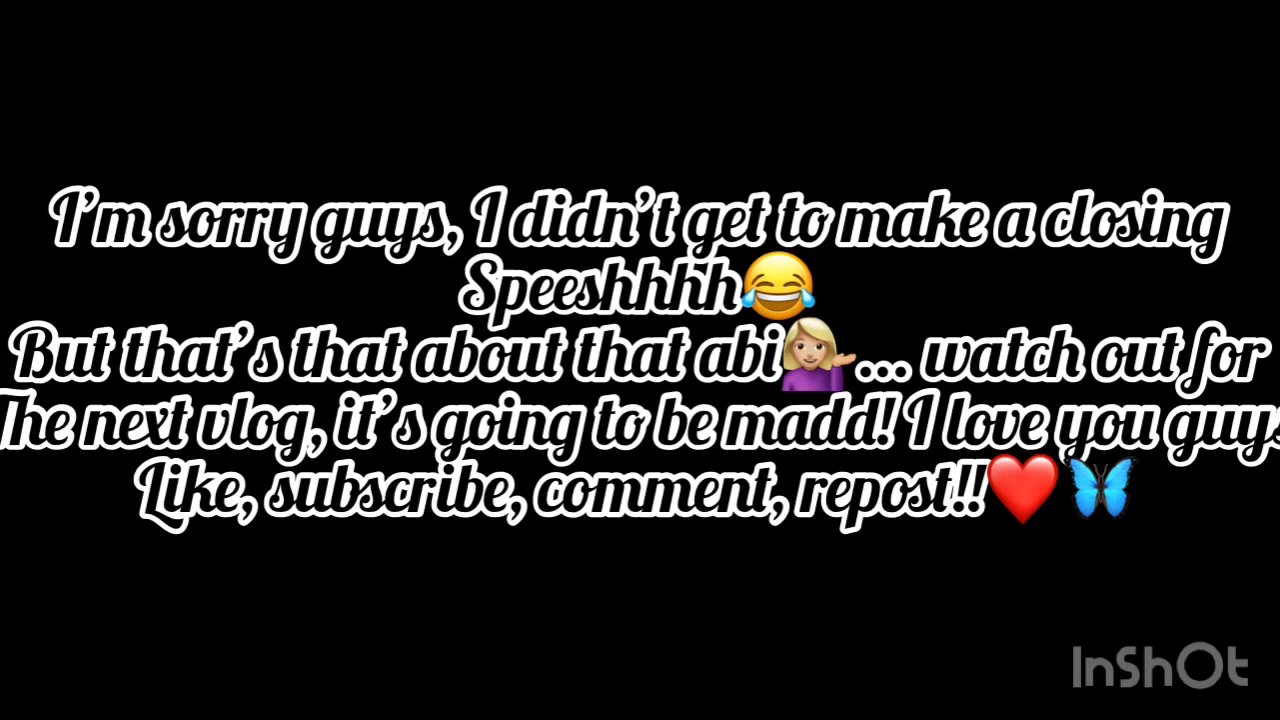 I'm sorry guys, I didn't get to make a closing
Speeshhhh😂
But that's that about that abi💁🏼‍♀️... watch out for
The next vlog, it's going to be madd! I love you guys
Like, subscribe, comment, repost!!❤️🦋
InShOt